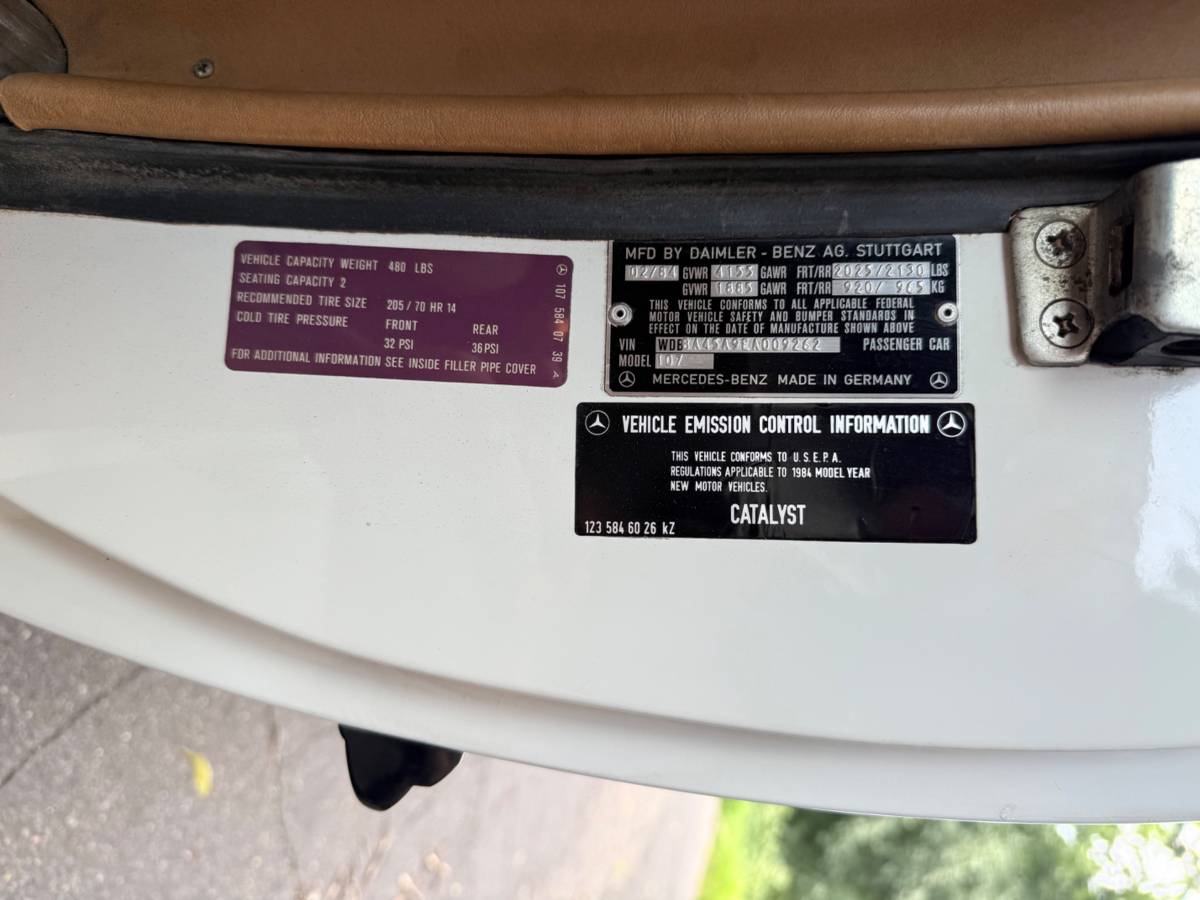 VEHICLE CAPACITY WEIGHT 480 LBS
SEATING CAPACITY 2
RECOMMENDED TIRE SIZE 205 / 70 HR 14
COLD TIRE PRESSURE FRONT REAR
32 PSI 36 PSI
FOR ADDITIONAL INFORMATION SEE INSIDE FILLER PIPE COVER
107 584 07 39 A
MFD BY DAIMLER - BENZ AG. STUTTGART
02/84 GVWR 4155 GAWR FRT/RR 2025/2130 LBS
GVWR 1885 GAWR FRT/RR 920/ 965 KG
THIS VEHICLE CONFORMS TO ALL APPLICABLE FEDERAL
MOTOR VEHICLE SAFETY AND BUMPER STANDARDS IN
EFFECT ON THE DATE OF MANUFACTURE SHOWN ABOVE
VIN WDBBA45A9EA009262 PASSENGER CAR
MODEL 107
MERCEDES-BENZ MADE IN GERMANY
VEHICLE EMISSION CONTROL INFORMATION
THIS VEHICLE CONFORMS TO U.S.E.P.A.
REGULATIONS APPLICABLE TO 1984 MODEL YEAR
NEW MOTOR VEHICLES.
CATALYST
123 584 60 26 kZ